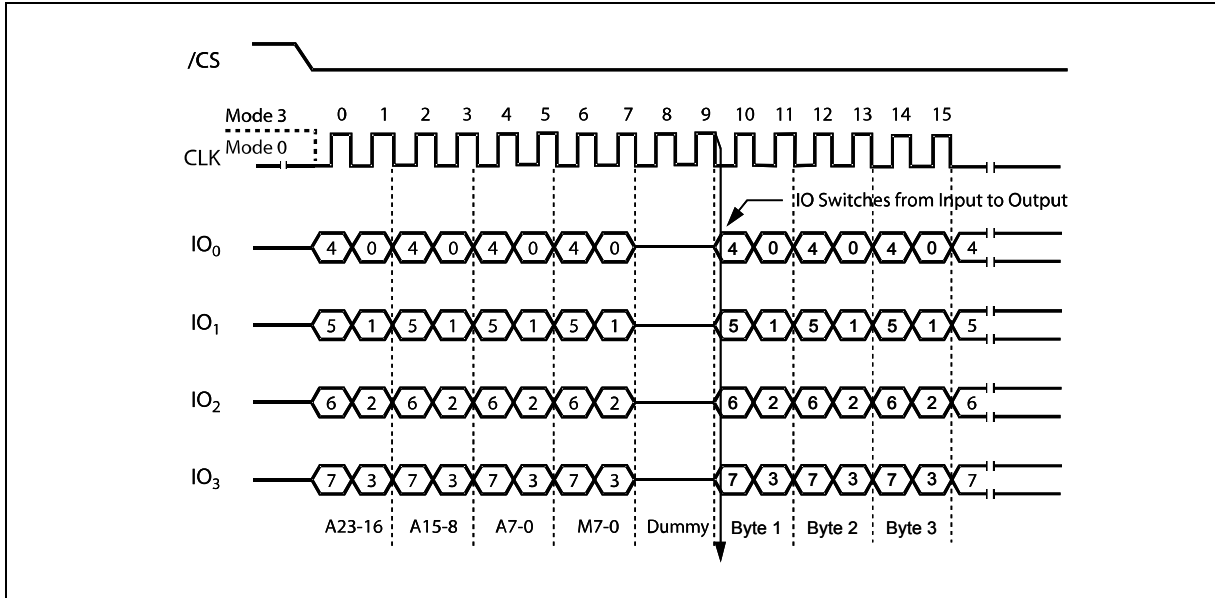 /CS
Mode 3 0 1 2 3 4 5 6 7 8 9 10 11 12 13 14 15
Mode 0
CLK
IO Switches from Input to Output
IO0 4 0 4 0 4 0 4 0 4 0 4 0 4 0 4
IO1 5 1 5 1 5 1 5 1 5 1 5 1 5 1 5
IO2 6 2 6 2 6 2 6 2 6 2 6 2 6 2 6
IO3 7 3 7 3 7 3 7 3 7 3 7 3 7 3 7
A23-16 A15-8 A7-0 M7-0 Dummy Byte 1 Byte 2 Byte 3